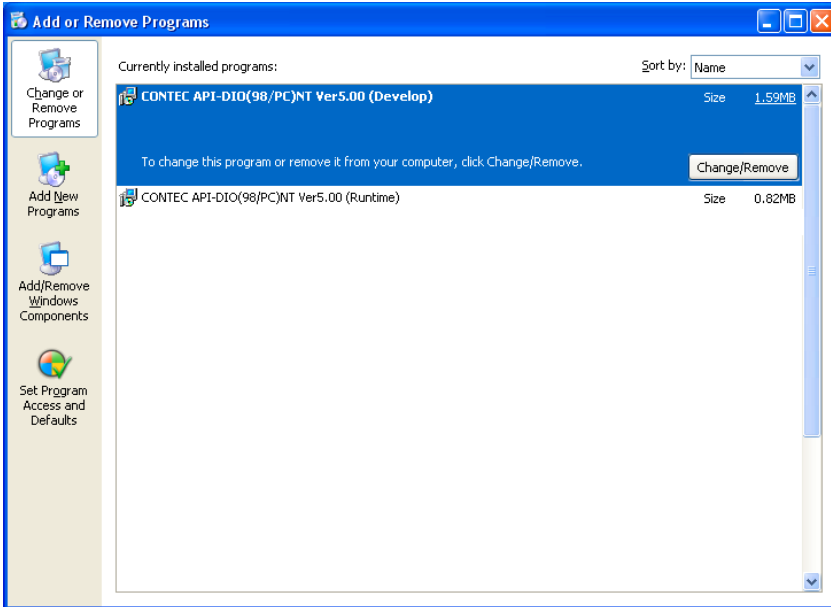 Add or Remove Programs
Change or
Remove
Programs
Currently installed programs:
Sort by: Name
CONTEC API-DIO(98/PC)NT Ver5.00 (Develop)
Size 1.59MB
To change this program or remove it from your computer, click Change/Remove.
Change/Remove
CONTEC API-DIO(98/PC)NT Ver5.00 (Runtime)
Size 0.82MB
Add New
Programs
Add/Remove
Windows
Components
Set Program
Access and
Defaults